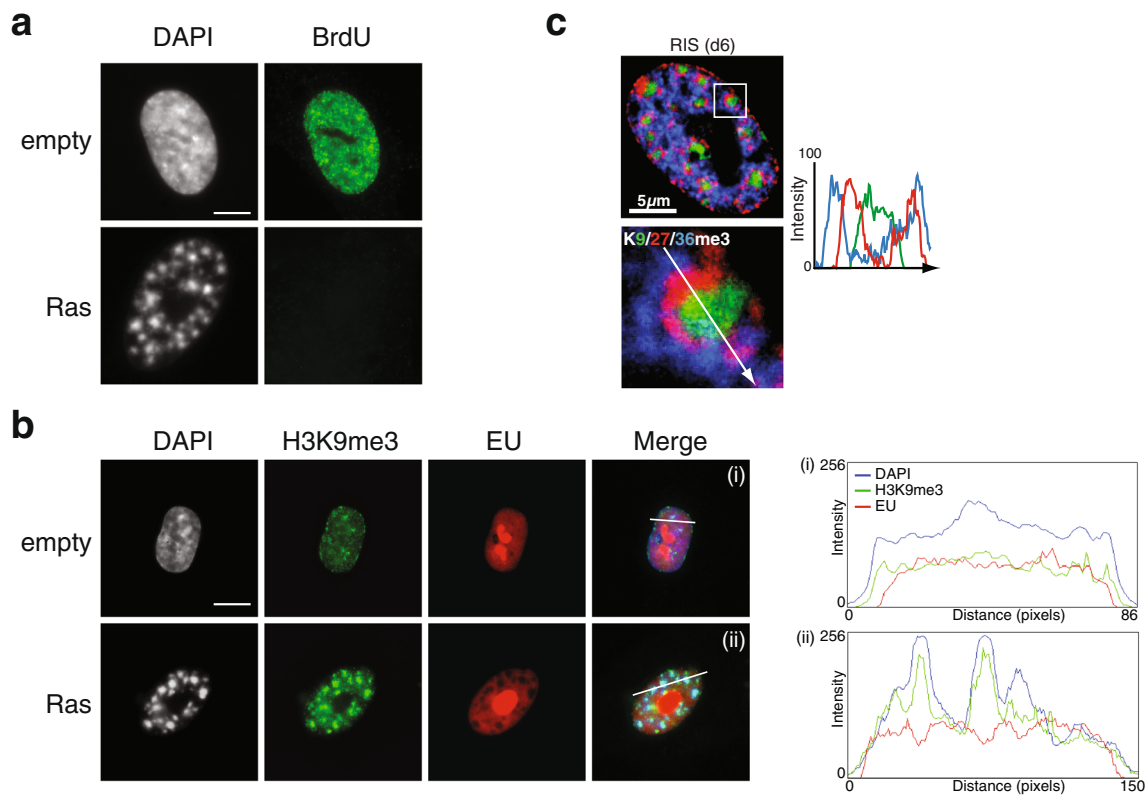 a
DAPI BrdU
empty
Ras
c
RIS (d6)
5µm
K9/27/36me3
100
Intensity
0
b
DAPI H3K9me3 EU Merge
empty
(i)
Ras
(ii)
(i)
256
DAPI
H3K9me3
EU
Intensity
0
0 Distance (pixels) 86
(ii)
256
Intensity
0
0 Distance (pixels) 150